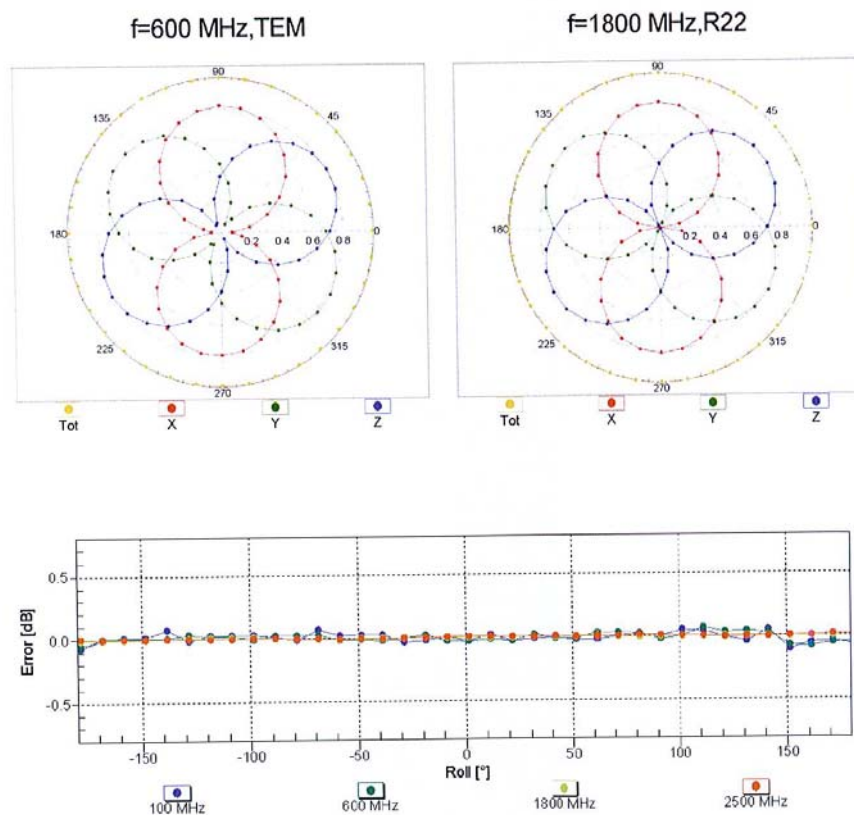 f=600 MHz,TEM
f=1800 MHz,R22
90
135
45
180
0.2 0.4 0.6 0.8
0
225
315
270
Tot X Y Z
90
135
45
180
0.2 0.4 0.6 0.8
0
225
315
270
Tot X Y Z
Error [dB]
0.5
0.0
-0.5
-150 -100 -50 0 50 100 150
Roll [°]
100 MHz 600 MHz 1800 MHz 2500 MHz